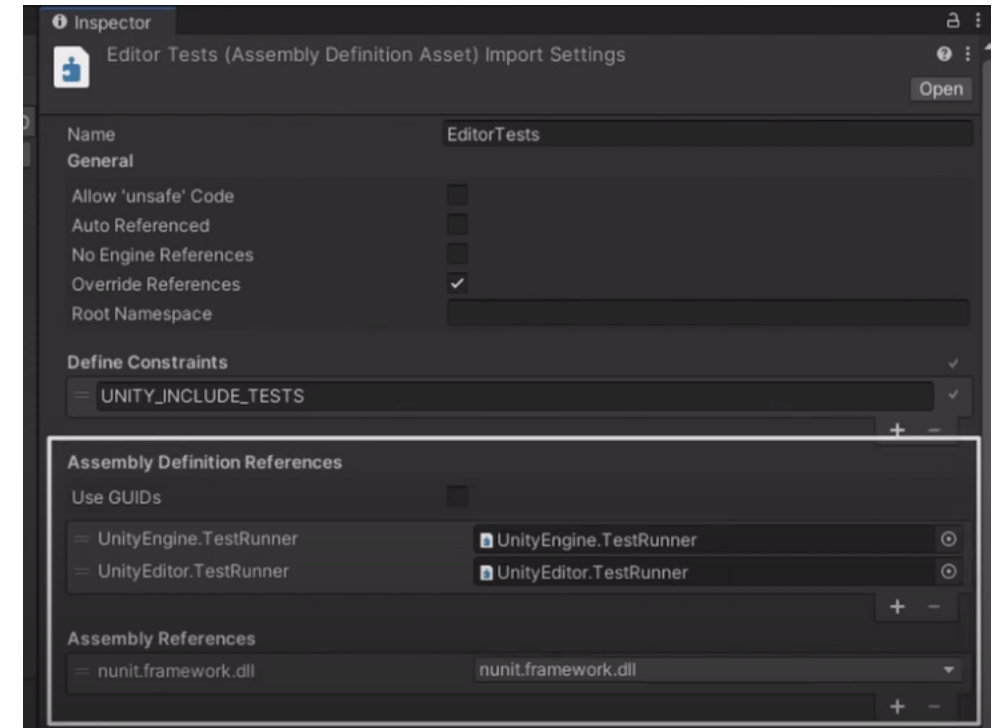 Inspector
Editor Tests (Assembly Definition Asset) Import Settings
Open
Name EditorTests
General
Allow 'unsafe' Code
Auto Referenced
No Engine References
Override References
Root Namespace
Define Constraints
UNITY_INCLUDE_TESTS
Assembly Definition References
Use GUIDs
UnityEngine.TestRunner UnityEngine.TestRunner
UnityEditor.TestRunner UnityEditor.TestRunner
Assembly References
nunit.framework.dll nunit.framework.dll